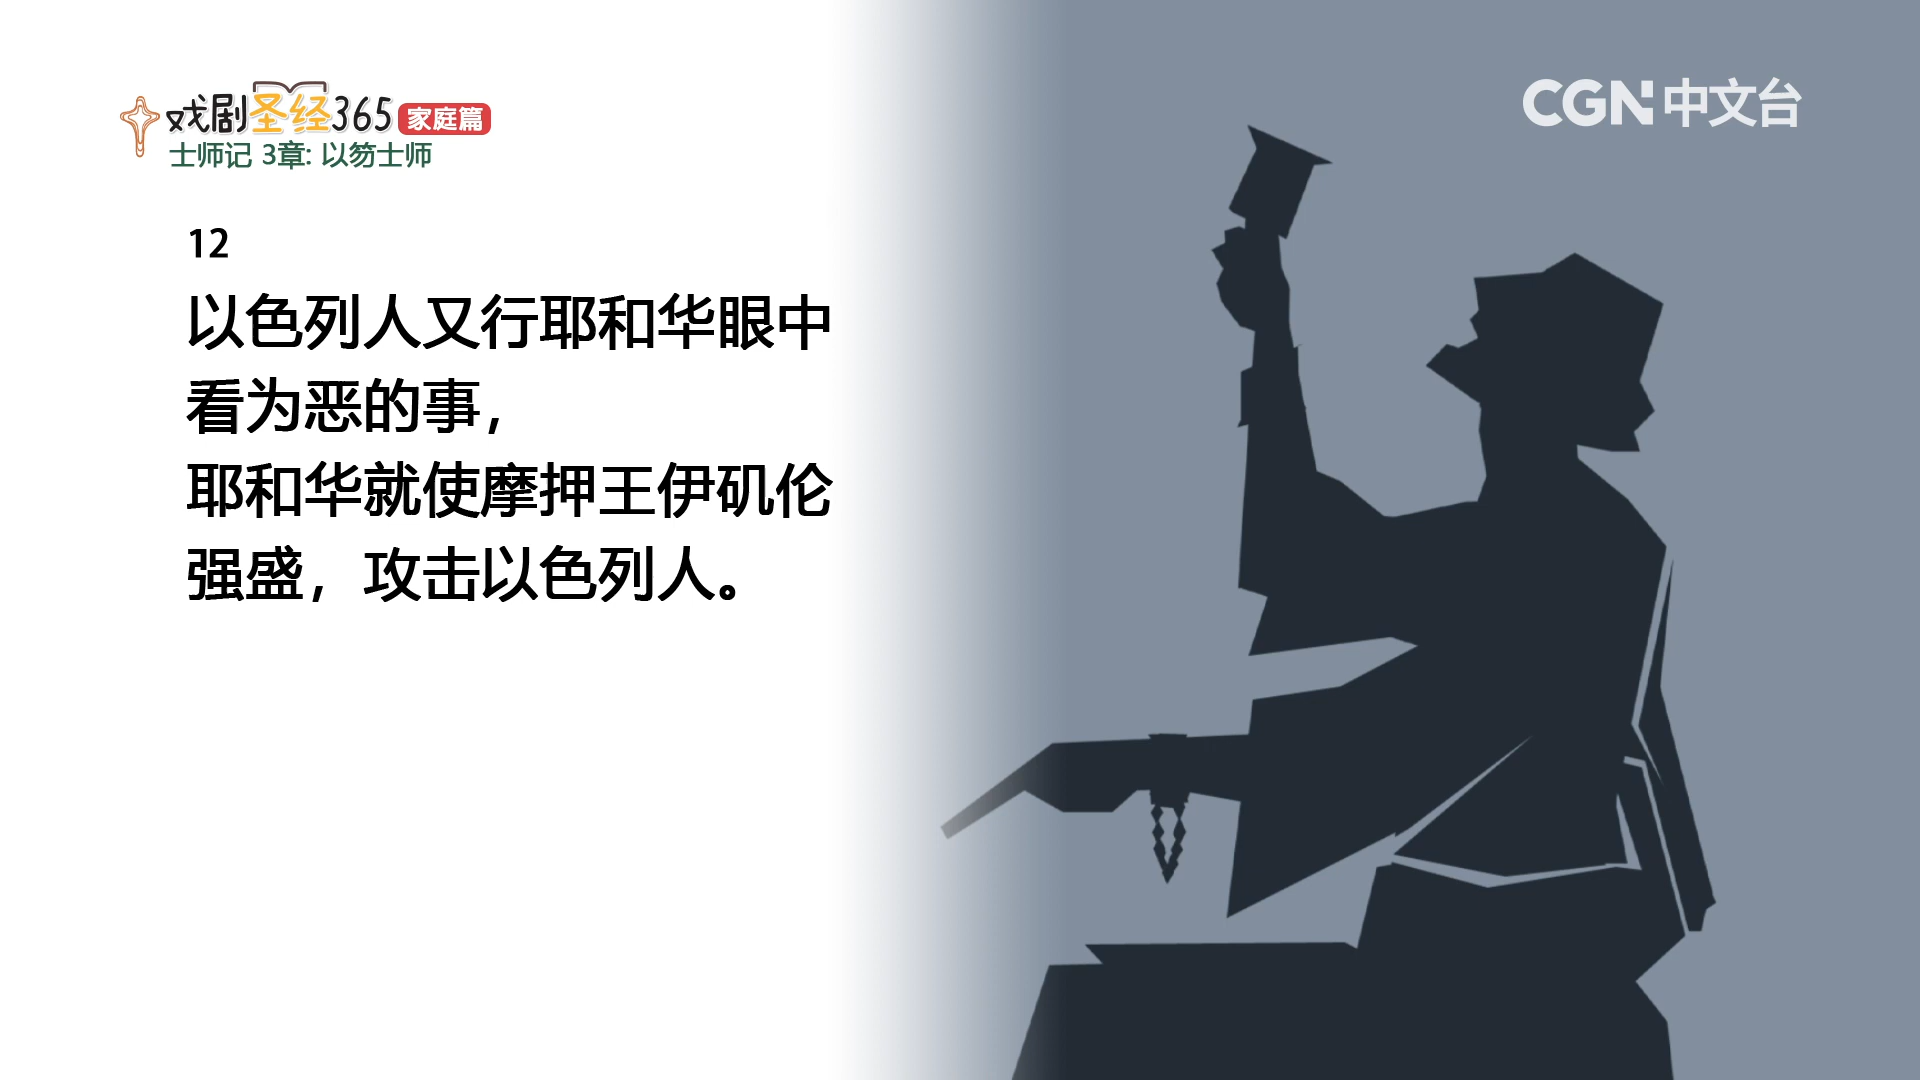 戏剧圣经365 家庭篇
CGN 中文台
士师记 3章: 以笏士师
12
以色列人又行耶和华眼中
看为恶的事，
耶和华就使摩押王伊矶伦
强盛，攻击以色列人。